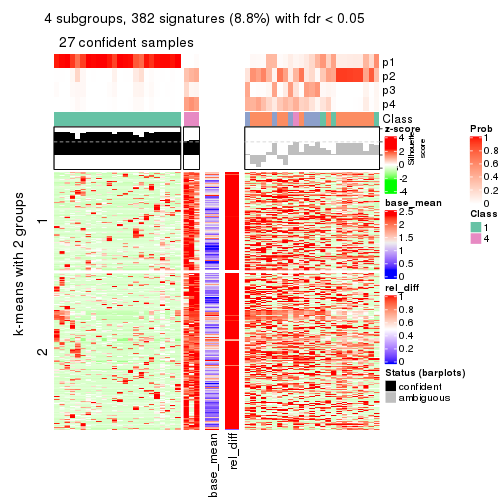 4 subgroups, 382 signatures (8.8%) with fdr < 0.05
27 confident samples
p1
p2
p3
p4
Class
z-score
4
2
0
-2
-4
Silhouette
score
Prob
1
0.8
0.6
0.4
0.2
0
Class
1
4
base_mean
2.5
2
1.5
1
0.5
0
rel_diff
1
0.8
0.6
0.4
0.2
0
Status (barplots)
confident
ambiguous
k-means with 2 groups
1
2
base_mean
rel_diff